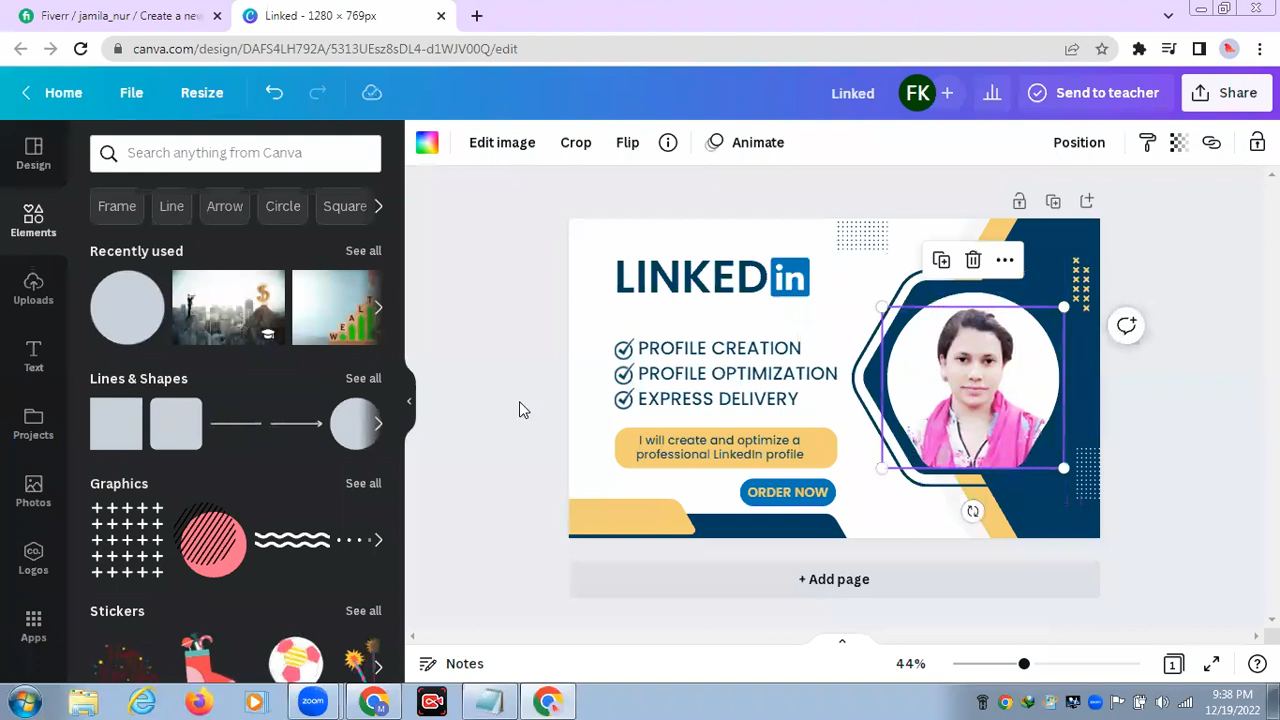 Fiverr / jamila_nur / Create a new
Linked - 1280 × 769px
canva.com/design/DAFS4LH792A/5313UEsz8sDL4-d1WJV00Q/edit
Home
File
Resize
Linked
FK
Send to teacher
Share
Design
Elements
Uploads
Text
Projects
Photos
Logos
Apps
Search anything from Canva
Frame
Line
Arrow
Circle
Square
Recently used
See all
Lines & Shapes
See all
Graphics
See all
Stickers
See all
Edit image
Crop
Flip
Animate
Position
LINKEDin
PROFILE CREATION
PROFILE OPTIMIZATION
EXPRESS DELIVERY
I will create and optimize a
professional LinkedIn profile
ORDER NOW
+ Add page
Notes
44%
1
CO.
zoom
M
9:38 PM
12/19/2022